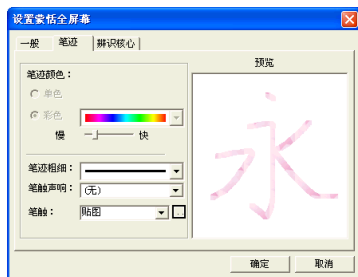 设置蒙恬全屏幕
一般 笔迹 辨识核心
笔迹颜色：
单色
彩色
慢 快
笔迹粗细：
笔触声响： (无)
笔触： 贴图 ..
预览
永
确定 取消